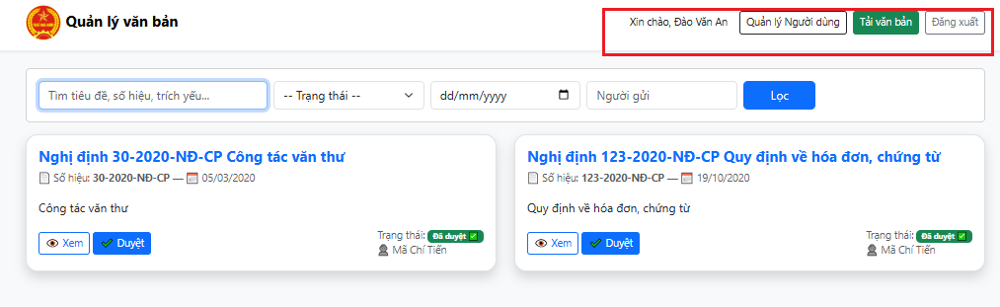 Quản lý văn bản
Xin chào, Đào Văn An Quản lý Người dùng Tải văn bản Đăng xuất
Tìm tiêu đề, số hiệu, trích yếu... -- Trạng thái -- dd/mm/yyyy Người gửi Lọc
Nghị định 30-2020-NĐ-CP Công tác văn thư
Số hiệu: 30-2020-NĐ-CP — 05/03/2020
Công tác văn thư
Xem Duyệt
Trạng thái: Đã duyệt
Mã Chí Tiến
Nghị định 123-2020-NĐ-CP Quy định về hóa đơn, chứng từ
Số hiệu: 123-2020-NĐ-CP — 19/10/2020
Quy định về hóa đơn, chứng từ
Xem Duyệt
Trạng thái: Đã duyệt
Mã Chí Tiến